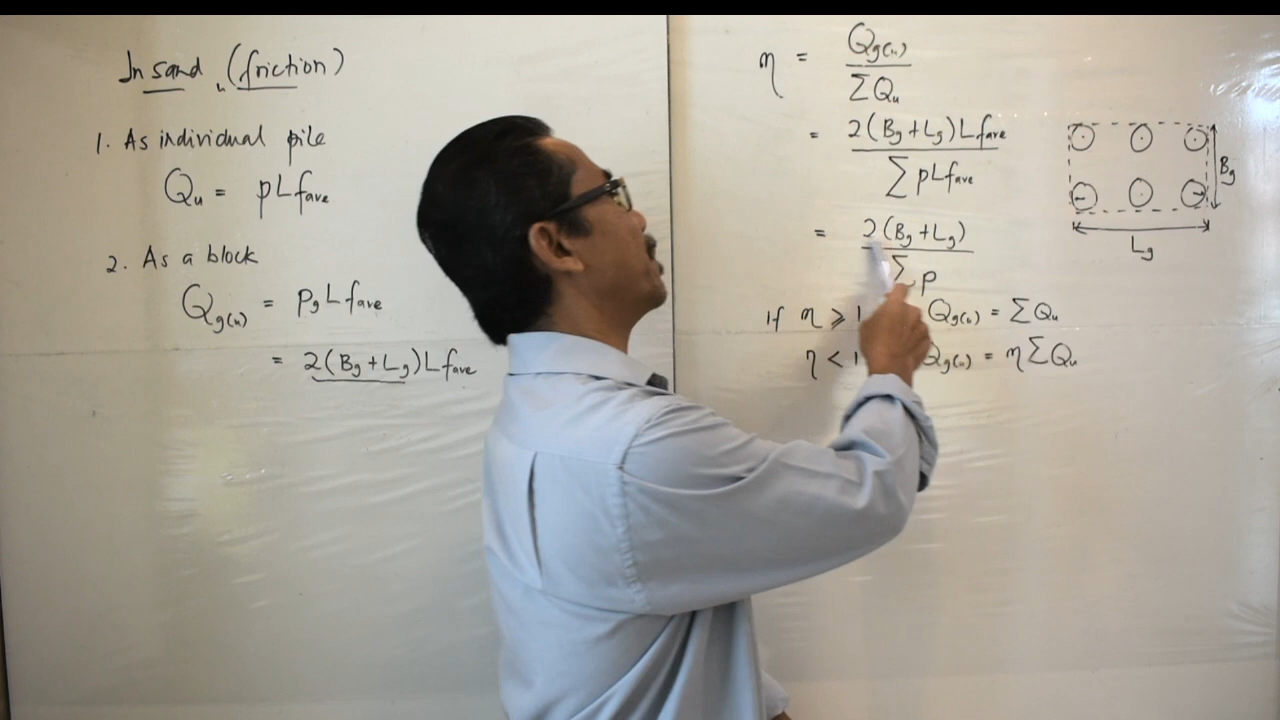 In sand (friction)
1. As individual pile
Qu = pLfave
2. As a block
Qg(u) = pgLfave
= 2(Bg+Lg)Lfave
η = Qg(u) / ΣQu
= 2(Bg+Lg)Lfave / ΣpLfave
= 2(Bg+Lg) / Σp
If η ⩾ 1 Qg(u) = ΣQu
η < 1 Qg(u) = ηΣQu
Bg
Lg